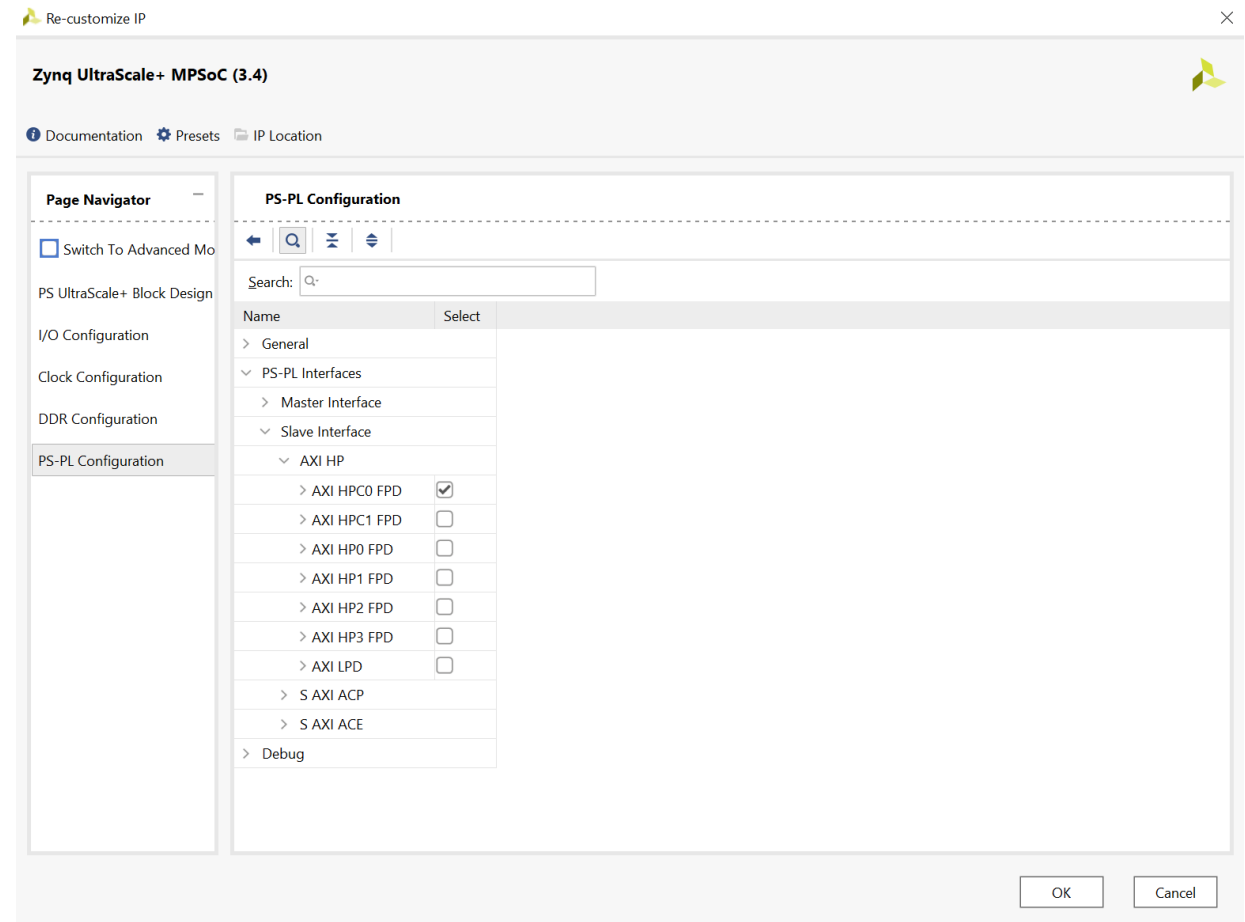 Re-customize IP
Zynq UltraScale+ MPSoC (3.4)
Documentation Presets IP Location
Page Navigator
Switch To Advanced Mo
PS UltraScale+ Block Design
I/O Configuration
Clock Configuration
DDR Configuration
PS-PL Configuration
PS-PL Configuration
Search:
Name Select
General
PS-PL Interfaces
Master Interface
Slave Interface
AXI HP
AXI HPC0 FPD
AXI HPC1 FPD
AXI HP0 FPD
AXI HP1 FPD
AXI HP2 FPD
AXI HP3 FPD
AXI LPD
S AXI ACP
S AXI ACE
Debug
OK Cancel